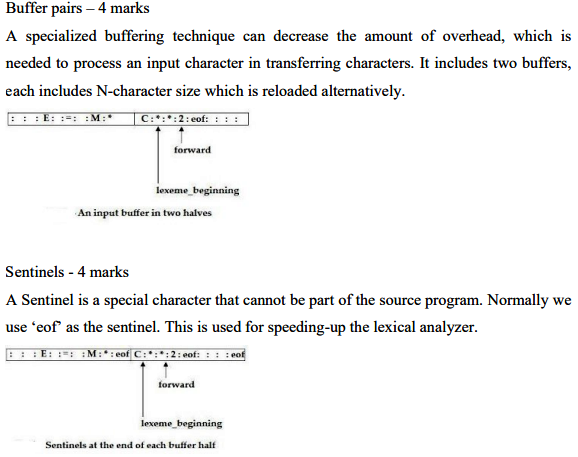 Buffer pairs – 4 marks
A specialized buffering technique can decrease the amount of overhead, which is
needed to process an input character in transferring characters. It includes two buffers,
each includes N-character size which is reloaded alternatively.
: : : E: :=: :M:* C:*:*:2:eof: : : :
forward
lexeme_beginning
An input buffer in two halves
Sentinels - 4 marks
A Sentinel is a special character that cannot be part of the source program. Normally we
use ‘eof’ as the sentinel. This is used for speeding-up the lexical analyzer.
: : : E: :=: :M:*:eof C:*:*:2:eof: : : :eof
forward
lexeme_beginning
Sentinels at the end of each buffer half